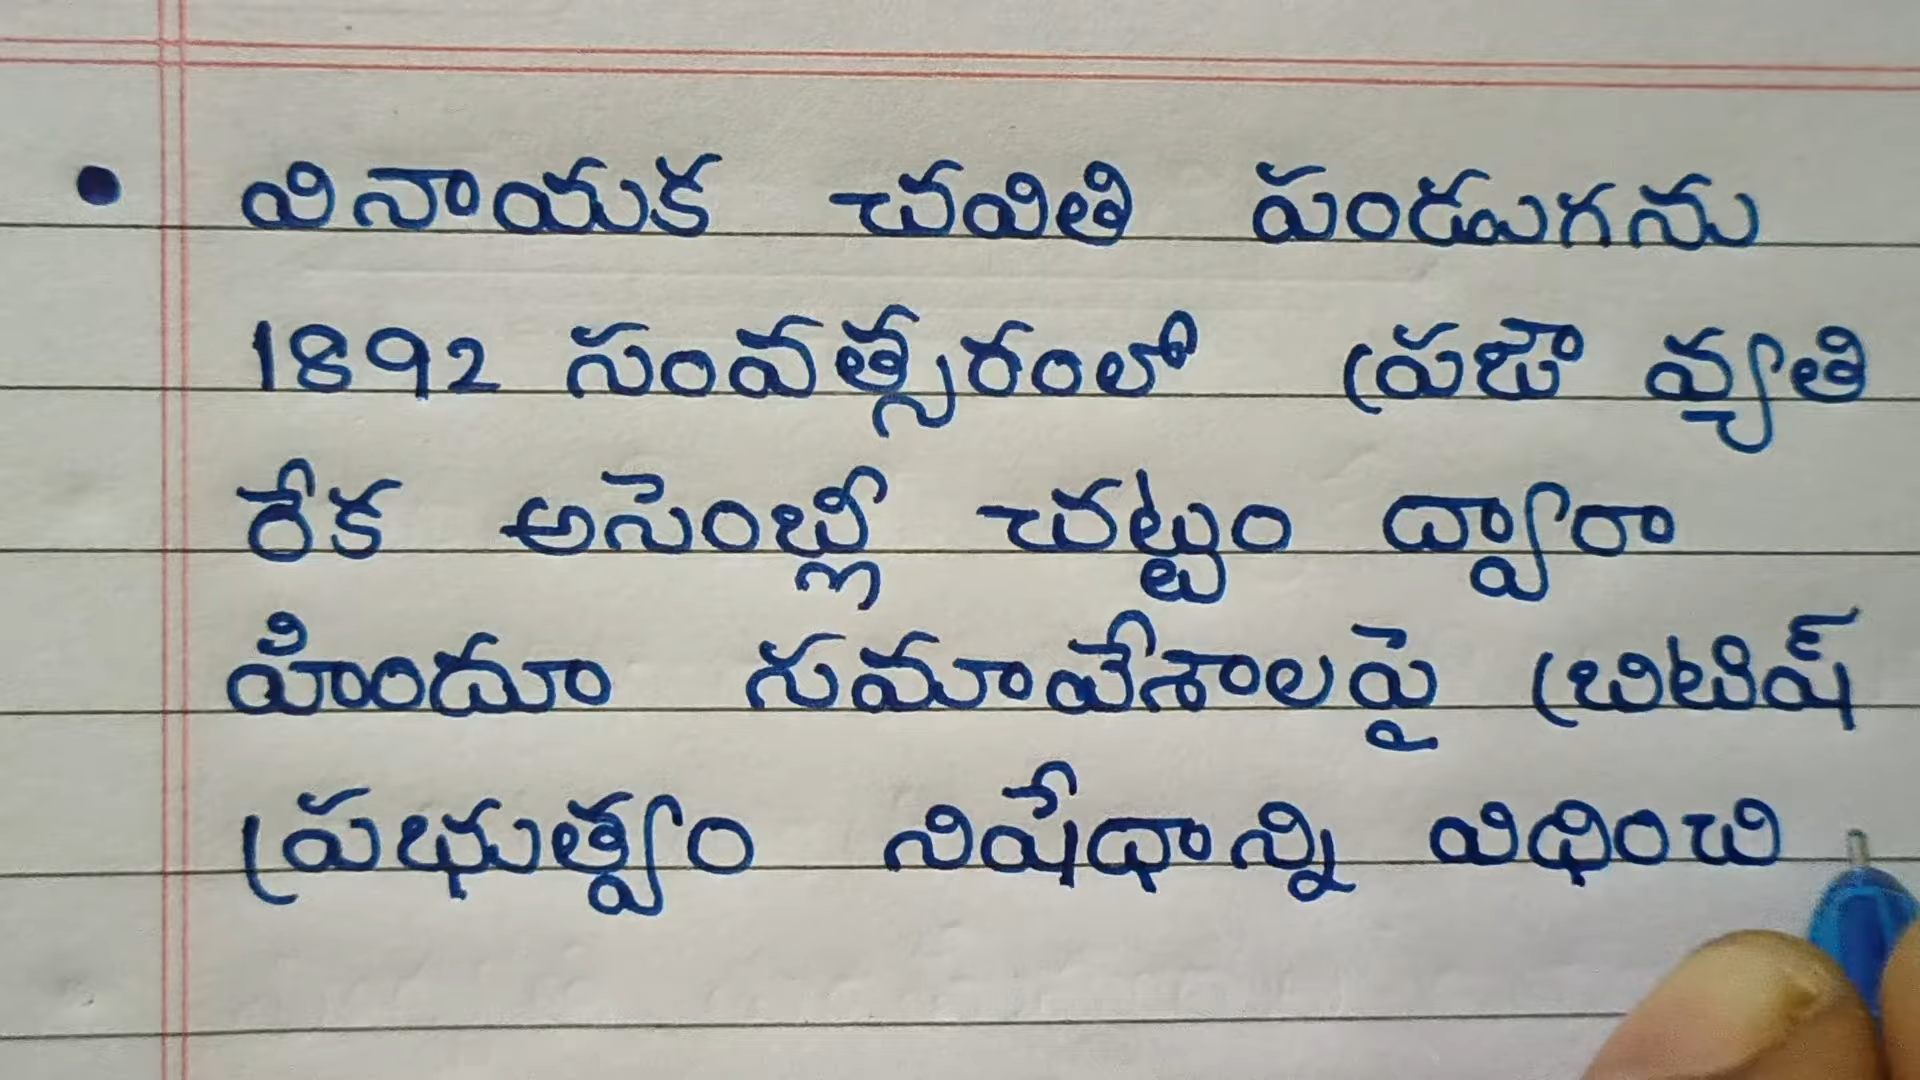 • వినాయక చవితి పండుగను
1892 సంవత్సరంలో ప్రజా వ్యతి
రేక అసెంబ్లీ చట్టం ద్వారా
హిందూ సమావేశాలపై బ్రిటిష్
ప్రభుత్వం నిషేధాన్ని విధించి